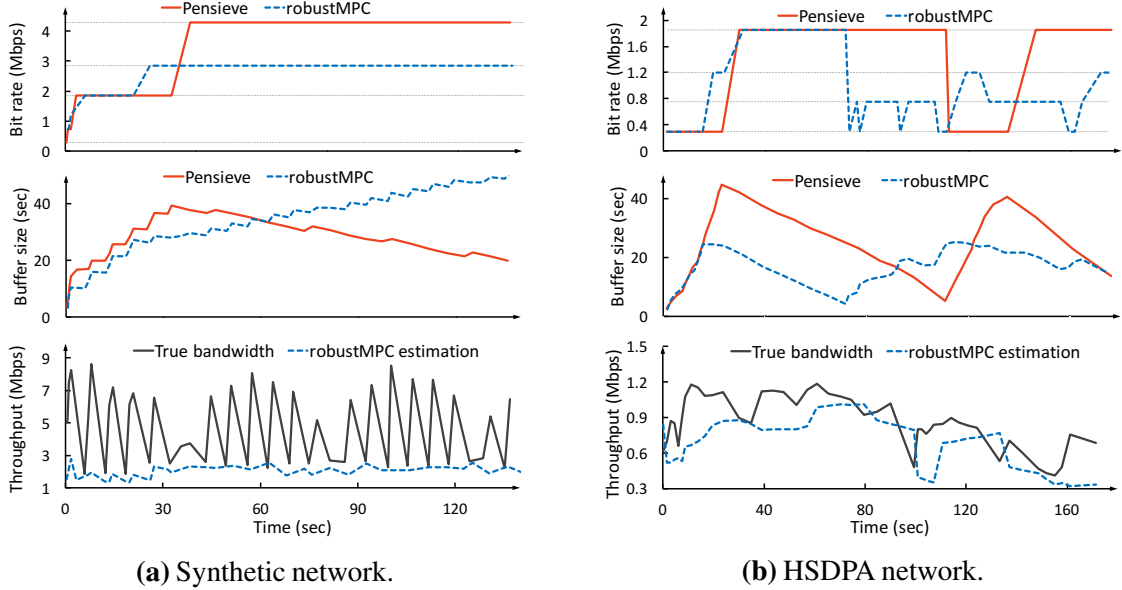 Pensieve robustMPC
Bit rate (Mbps)
4
3
2
1
0
Pensieve robustMPC
Buffer size (sec)
40
20
0
True bandwidth robustMPC estimation
Throughput (Mbps)
9
7
5
3
1
0 30 60 90 120
Time (sec)
(a) Synthetic network.
Pensieve robustMPC
Bit rate (Mbps)
2
1.6
1.2
0.8
0.4
0
Pensieve robustMPC
Buffer size (sec)
40
20
0
True bandwidth robustMPC estimation
Throughput (Mbps)
1.5
1.2
0.9
0.6
0.3
0 40 80 120 160
Time (sec)
(b) HSDPA network.